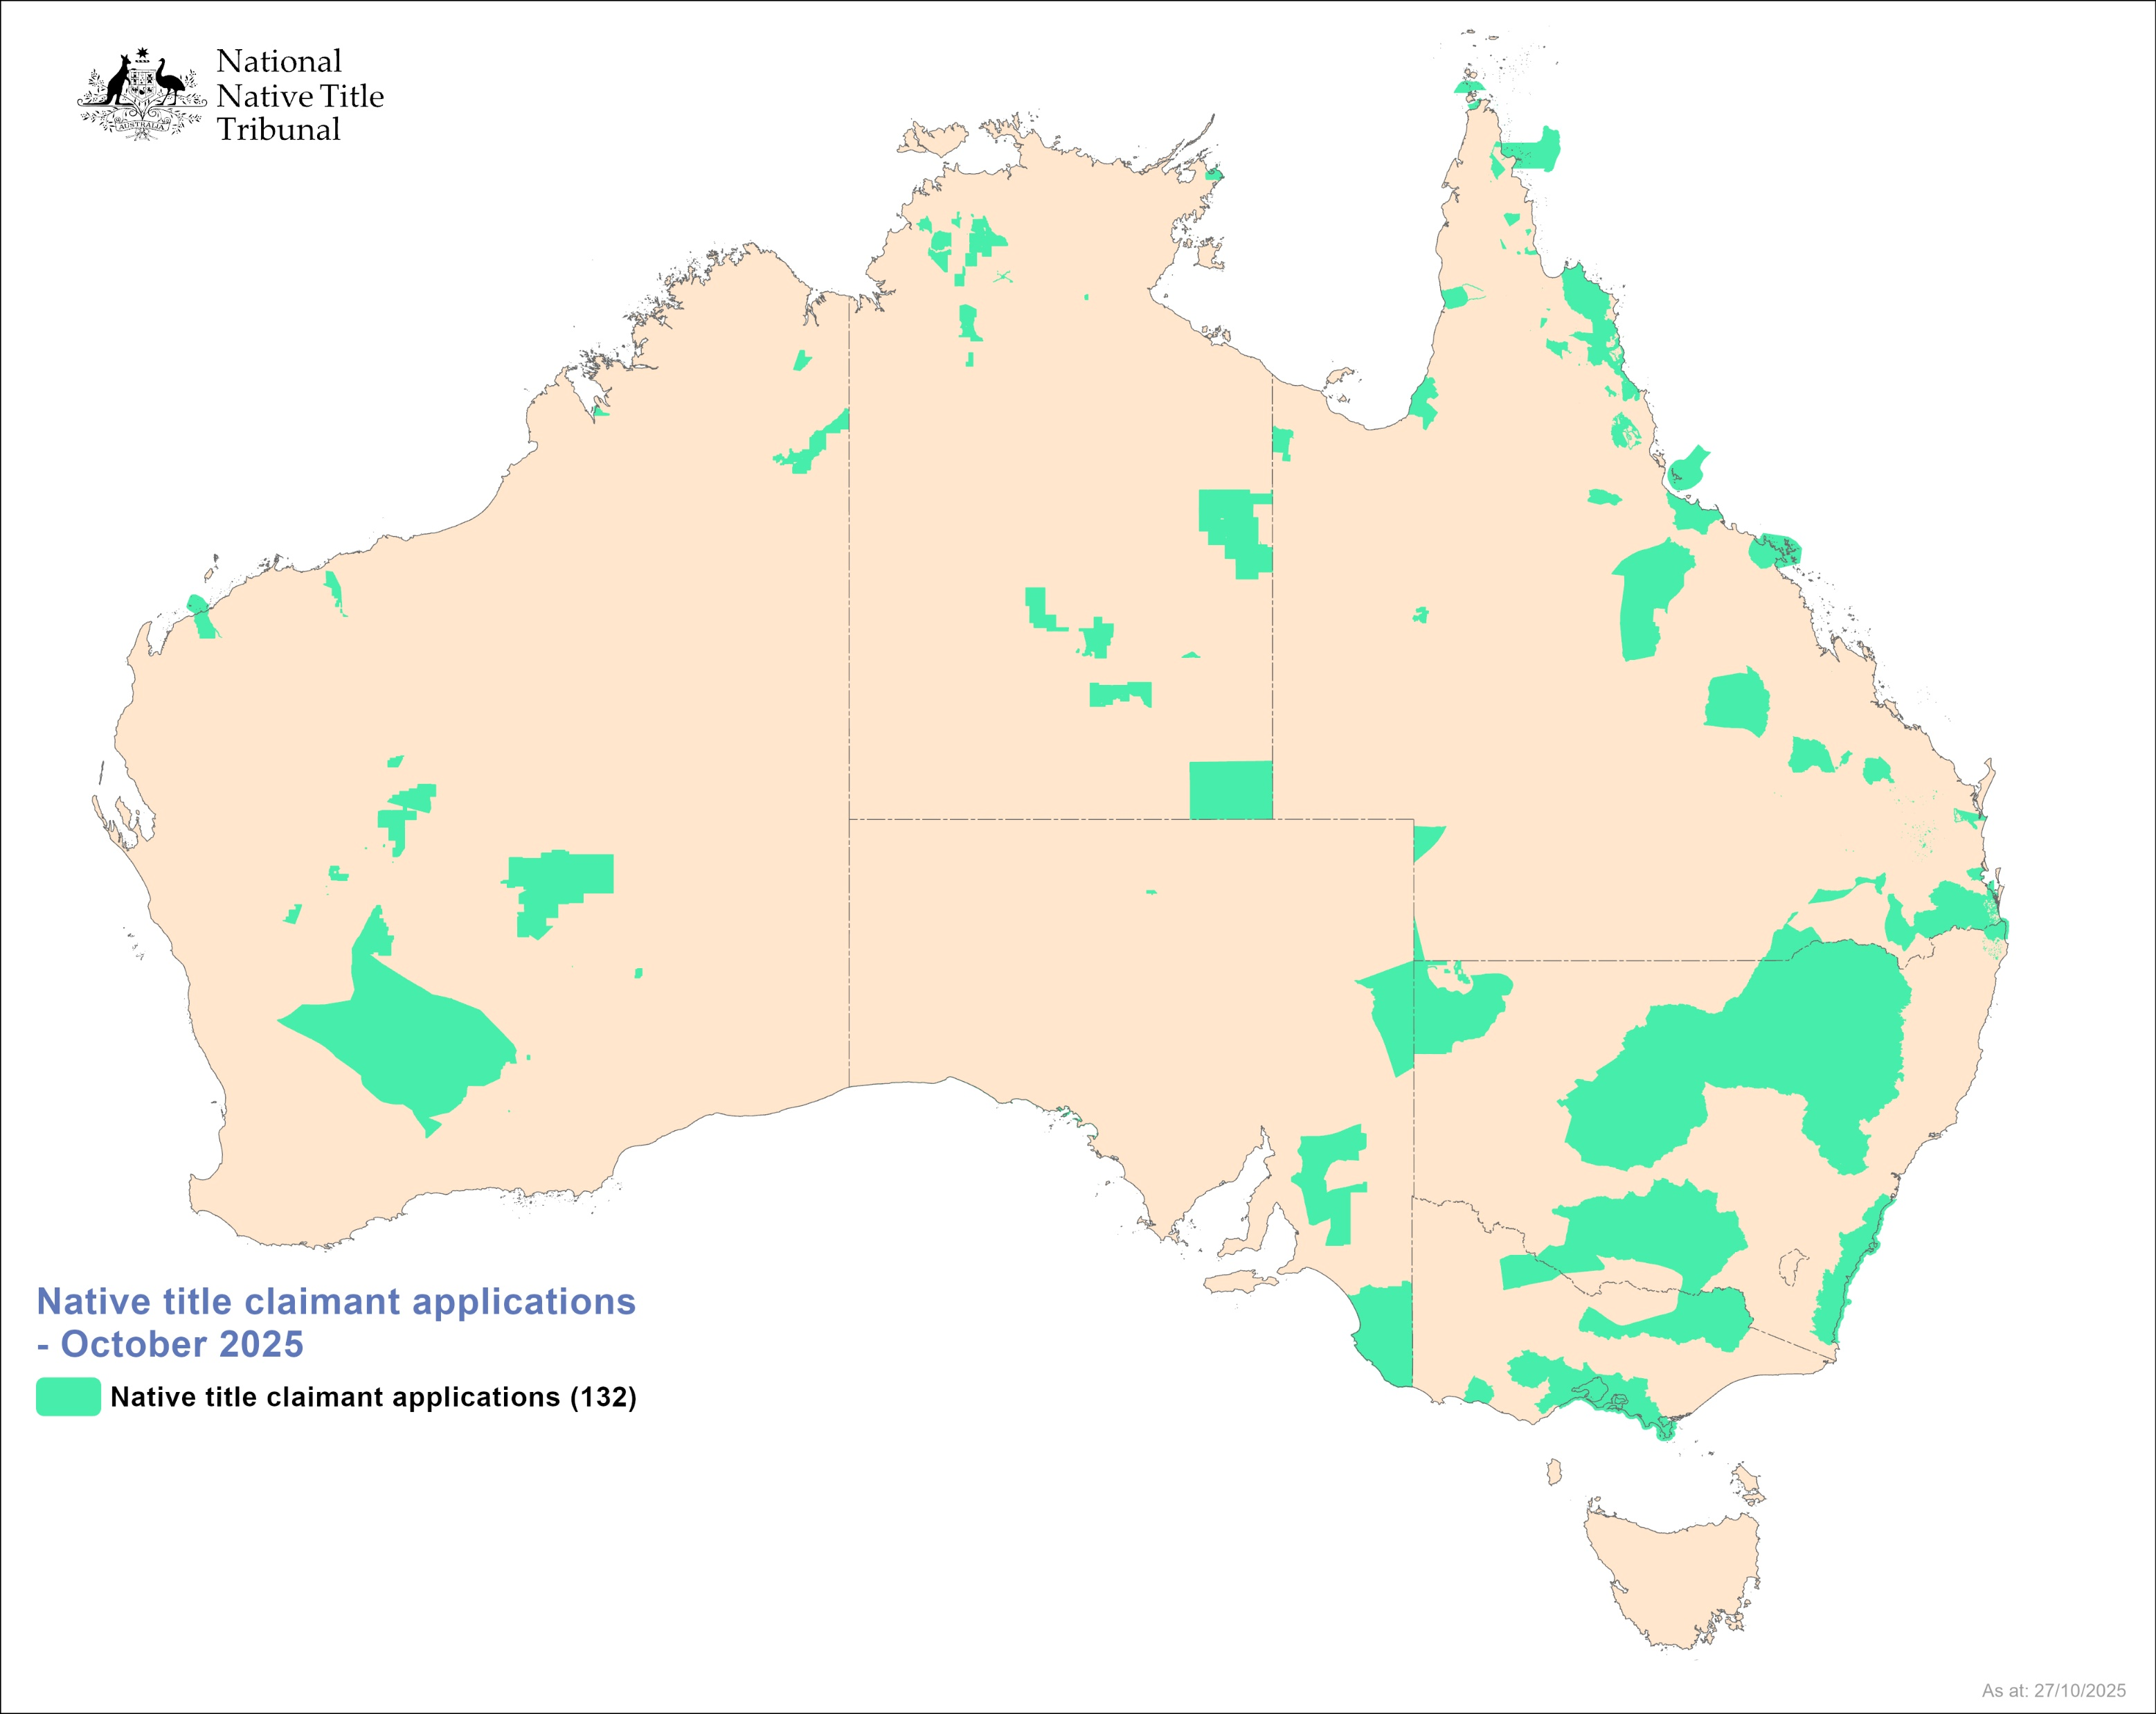 National
Native Title
Tribunal
AUSTRALIA
Native title claimant applications
- October 2025
Native title claimant applications (132)
As at: 27/10/2025